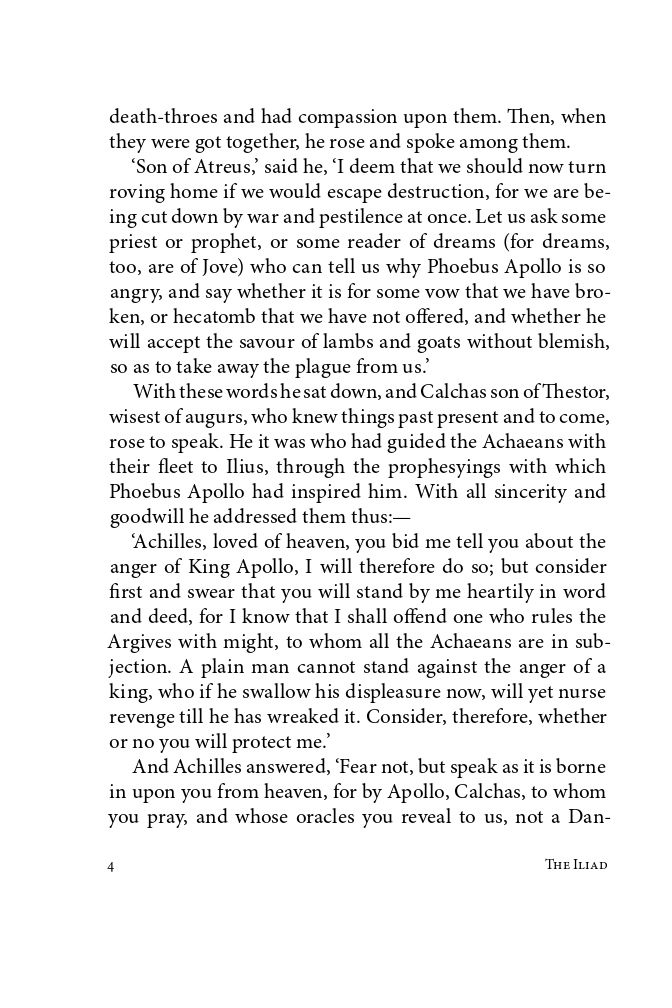 death-throes and had compassion upon them. Then, when
they were got together, he rose and spoke among them.
‘Son of Atreus,’ said he, ‘I deem that we should now turn
roving home if we would escape destruction, for we are be-
ing cut down by war and pestilence at once. Let us ask some
priest or prophet, or some reader of dreams (for dreams,
too, are of Jove) who can tell us why Phoebus Apollo is so
angry, and say whether it is for some vow that we have bro-
ken, or hecatomb that we have not offered, and whether he
will accept the savour of lambs and goats without blemish,
so as to take away the plague from us.’
With these words he sat down, and Calchas son of Thestor,
wisest of augurs, who knew things past present and to come,
rose to speak. He it was who had guided the Achaeans with
their fleet to Ilius, through the prophesyings with which
Phoebus Apollo had inspired him. With all sincerity and
goodwill he addressed them thus:—
‘Achilles, loved of heaven, you bid me tell you about the
anger of King Apollo, I will therefore do so; but consider
first and swear that you will stand by me heartily in word
and deed, for I know that I shall offend one who rules the
Argives with might, to whom all the Achaeans are in sub-
jection. A plain man cannot stand against the anger of a
king, who if he swallow his displeasure now, will yet nurse
revenge till he has wreaked it. Consider, therefore, whether
or no you will protect me.’
And Achilles answered, ‘Fear not, but speak as it is borne
in upon you from heaven, for by Apollo, Calchas, to whom
you pray, and whose oracles you reveal to us, not a Dan-
4 The Iliad